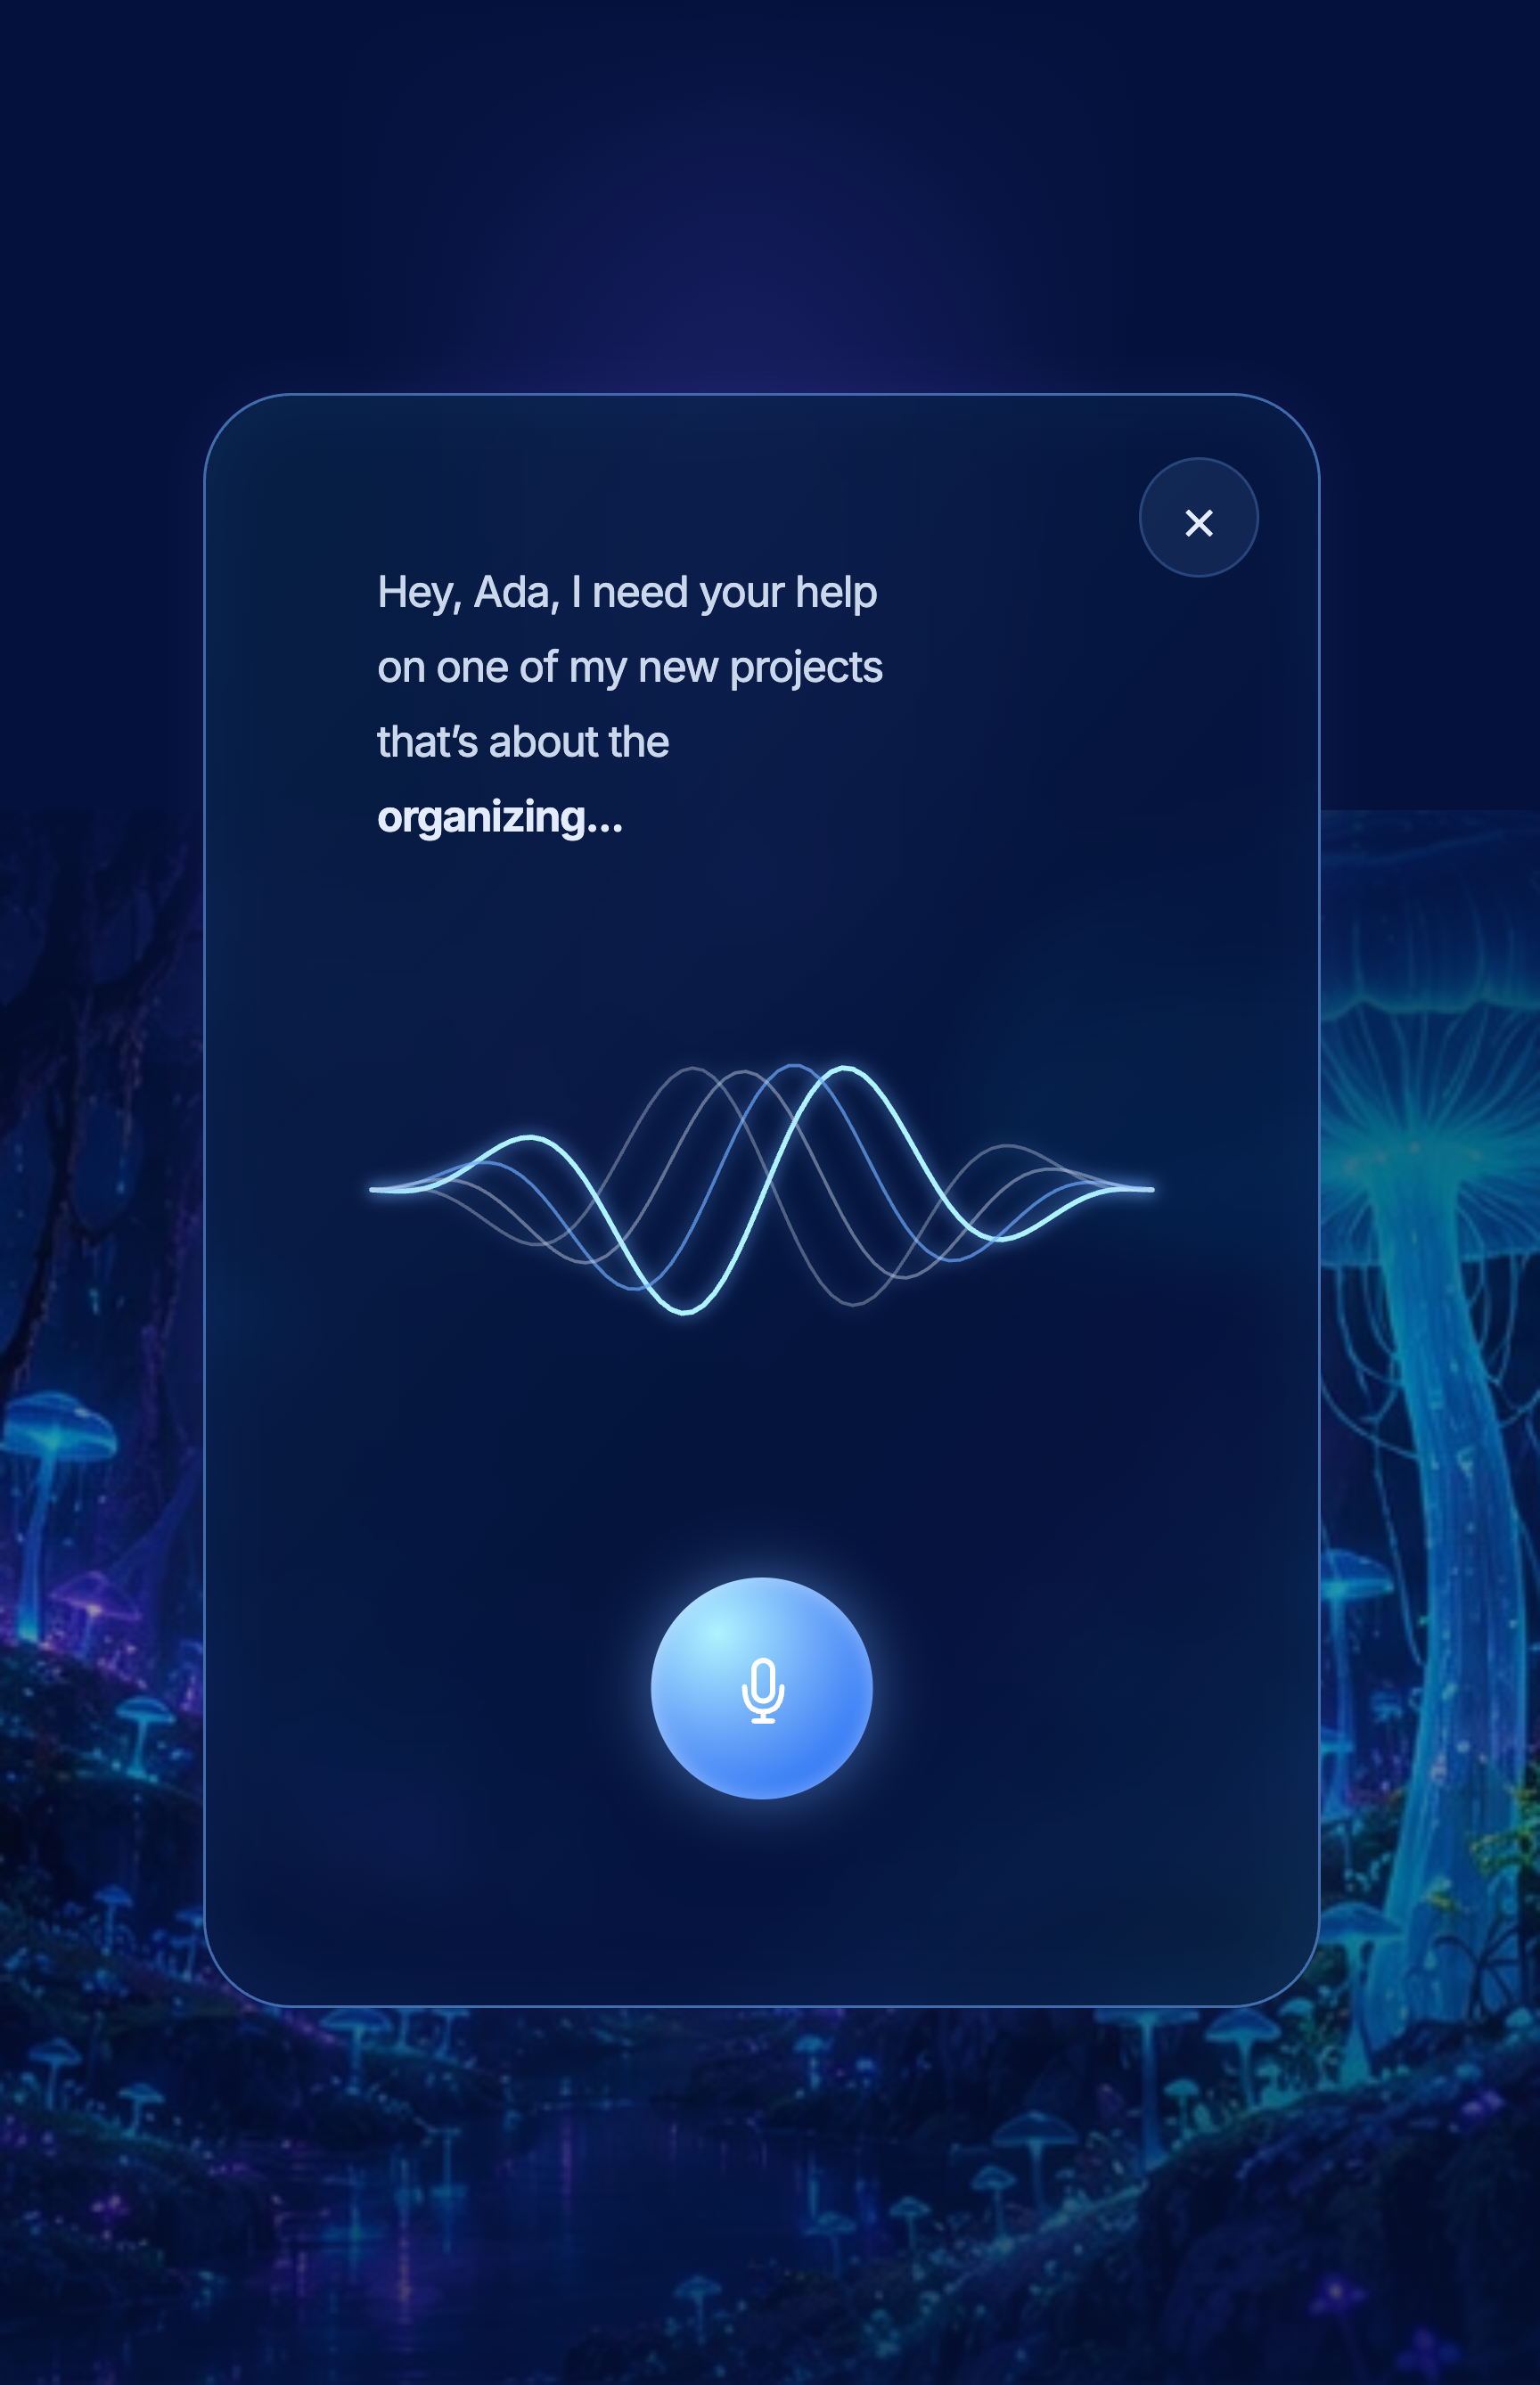 Hey, Ada, I need your help
on one of my new projects
that’s about the
organizing...